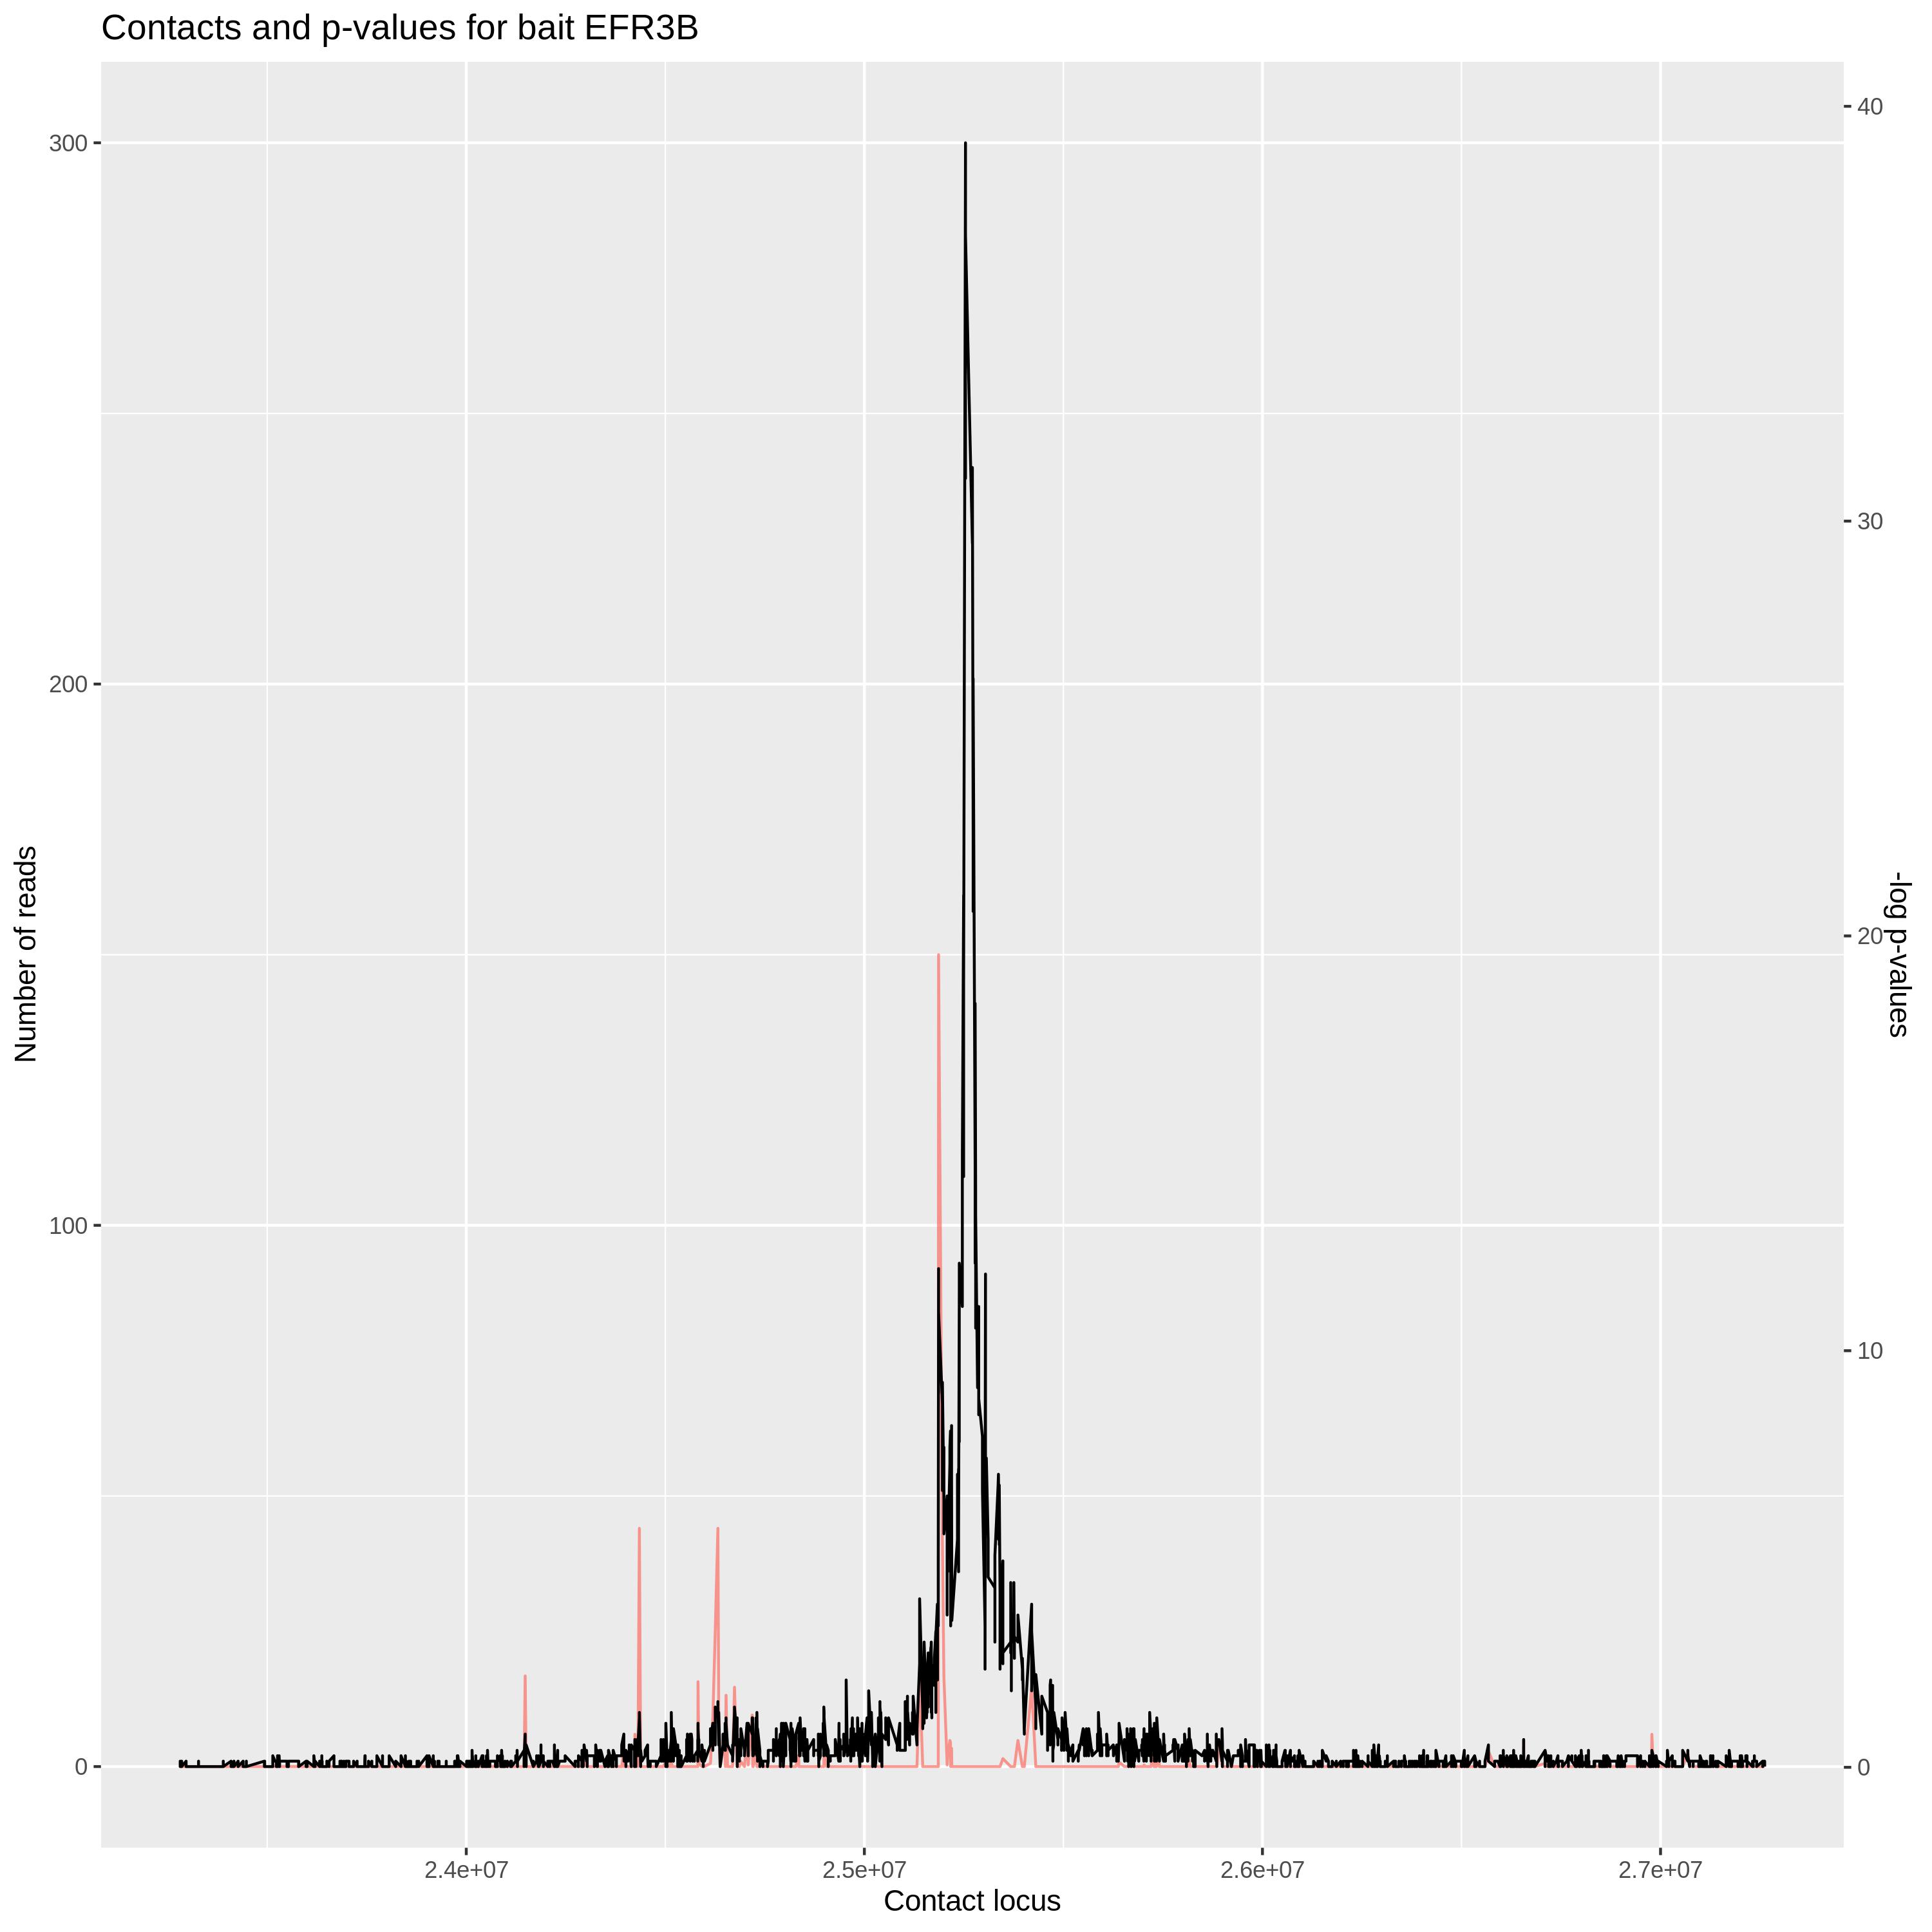 Contacts and p-values for bait EFR3B
Number of reads
300
200
100
0
40
30
20
10
0
-log p-values
2.4e+07
2.5e+07
2.6e+07
2.7e+07
Contact locus